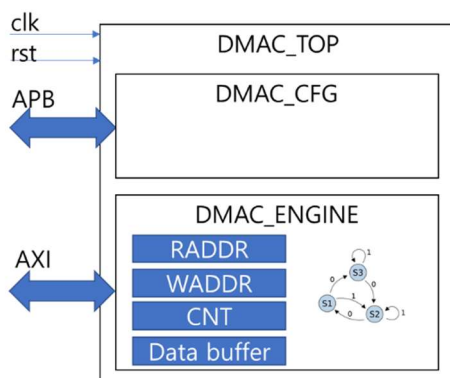 clk
rst
DMAC_TOP
APB
DMAC_CFG
DMAC_ENGINE
AXI
RADDR
WADDR
CNT
Data buffer
1
S3
0
0
S1
1
S2
0
1